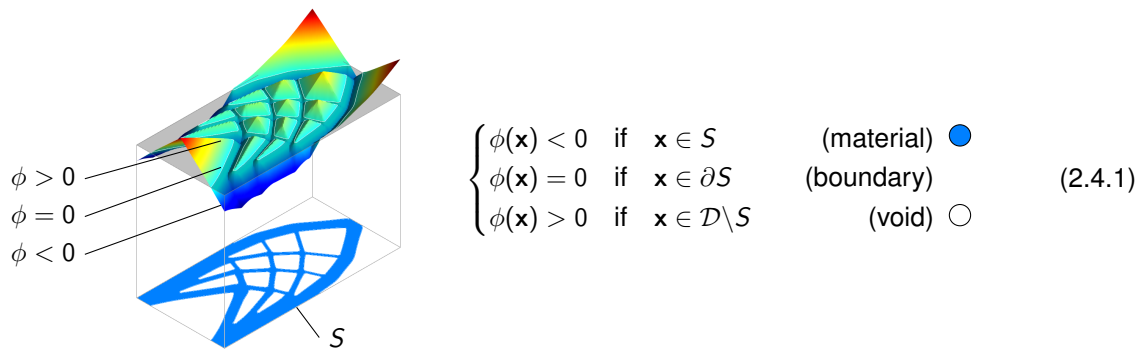 ϕ > 0
ϕ = 0
ϕ < 0
S
ϕ(x) < 0 if x ∈ S (material)
ϕ(x) = 0 if x ∈ ∂S (boundary) (2.4.1)
ϕ(x) > 0 if x ∈ 𝒟\S (void)